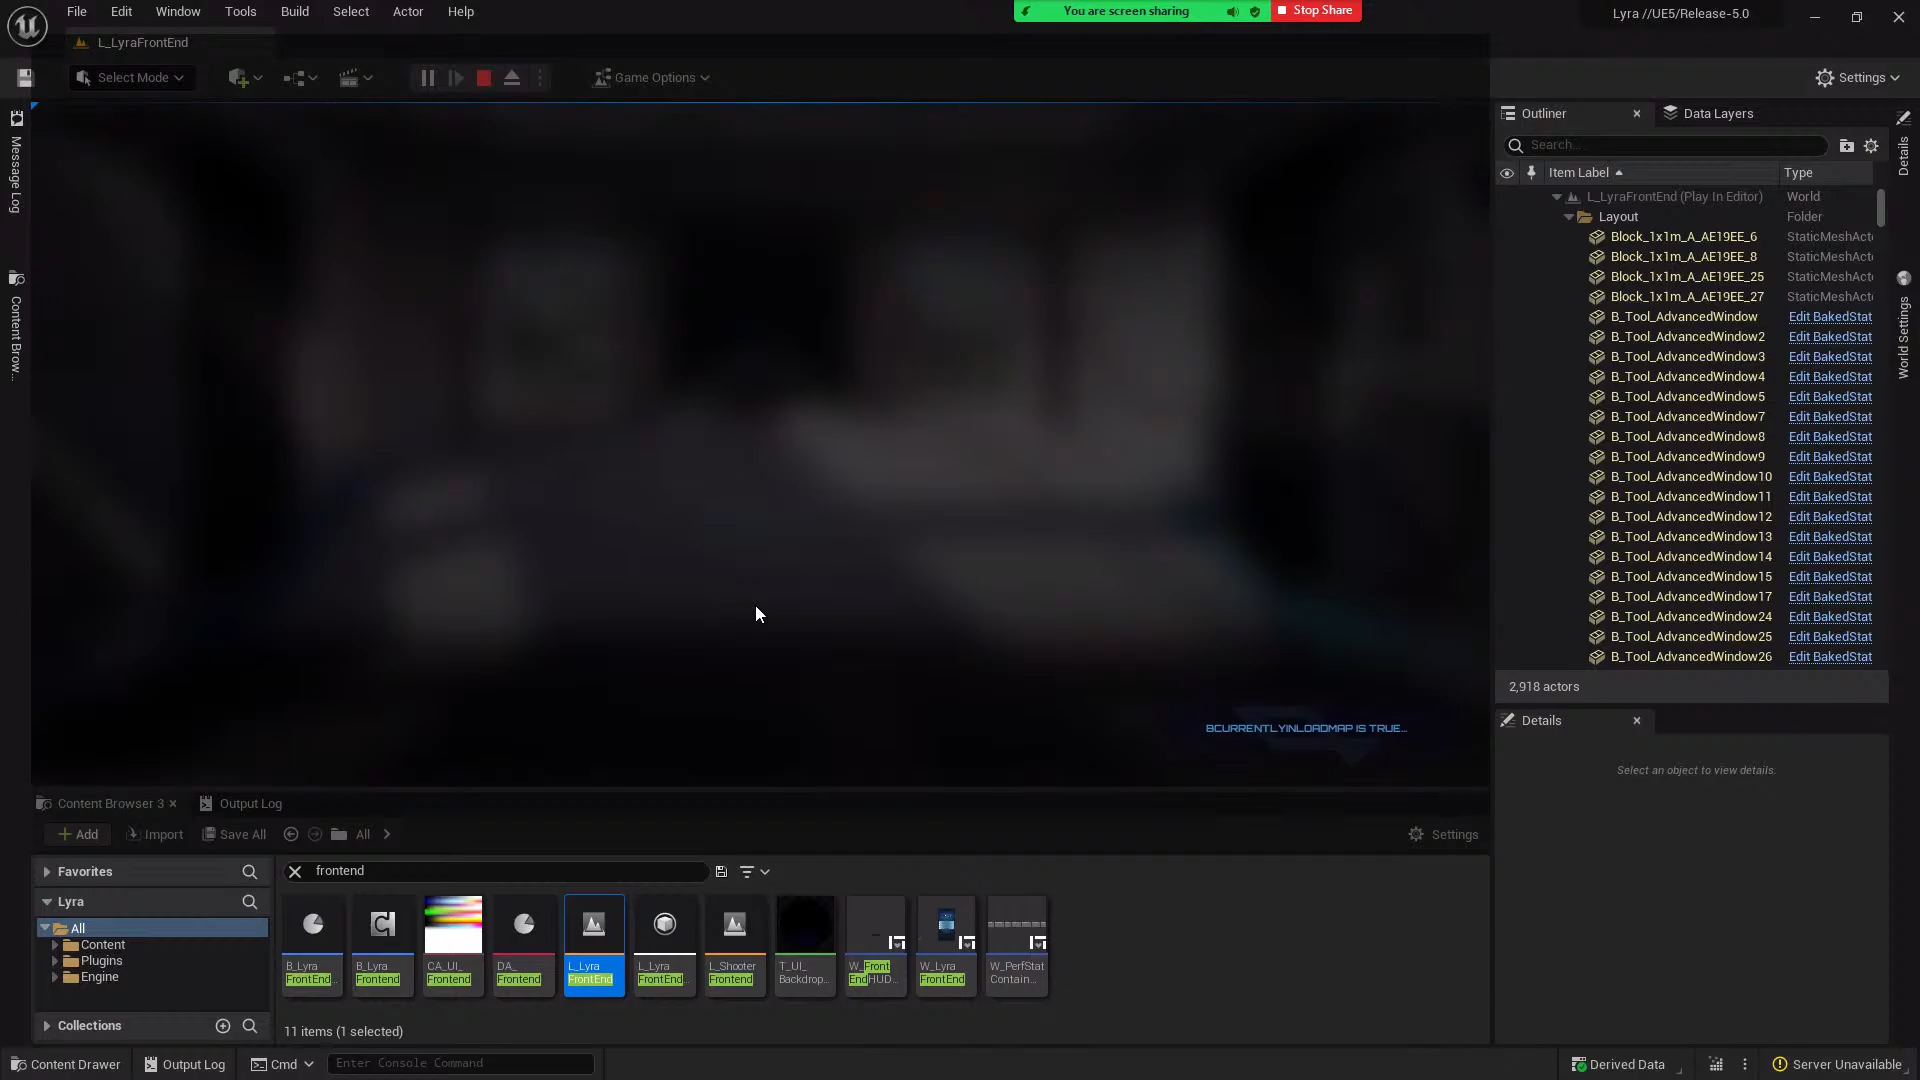 File Edit Window Tools Build Select Actor Help
You are screen sharing
Stop Share
Lyra //UE5/Release-5.0
L_LyraFrontEnd
Select Mode
Game Options
Settings
Message Log
Content Brow...
Outliner
Data Layers
Search...
Item Label
Type
L_LyraFrontEnd (Play In Editor) World
Layout Folder
Block_1x1m_A_AE19EE_6 StaticMeshActo
Block_1x1m_A_AE19EE_8 StaticMeshActo
Block_1x1m_A_AE19EE_25 StaticMeshActo
Block_1x1m_A_AE19EE_27 StaticMeshActo
B_Tool_AdvancedWindow Edit BakedStat
B_Tool_AdvancedWindow2 Edit BakedStat
B_Tool_AdvancedWindow3 Edit BakedStat
B_Tool_AdvancedWindow4 Edit BakedStat
B_Tool_AdvancedWindow5 Edit BakedStat
B_Tool_AdvancedWindow7 Edit BakedStat
B_Tool_AdvancedWindow8 Edit BakedStat
B_Tool_AdvancedWindow9 Edit BakedStat
B_Tool_AdvancedWindow10 Edit BakedStat
B_Tool_AdvancedWindow11 Edit BakedStat
B_Tool_AdvancedWindow12 Edit BakedStat
B_Tool_AdvancedWindow13 Edit BakedStat
B_Tool_AdvancedWindow14 Edit BakedStat
B_Tool_AdvancedWindow15 Edit BakedStat
B_Tool_AdvancedWindow17 Edit BakedStat
B_Tool_AdvancedWindow24 Edit BakedStat
B_Tool_AdvancedWindow25 Edit BakedStat
B_Tool_AdvancedWindow26 Edit BakedStat
2,918 actors
Details
World Settings
Details
Select an object to view details.
BCURRENTLYINLOADMAP IS TRUE...
Content Browser 3
Output Log
Add
Import
Save All
All
Settings
Favorites
Lyra
All
Content
Plugins
Engine
Collections
frontend
B_Lyra
FrontEnd...
B_Lyra
Frontend
CA_UI_
Frontend
DA_
Frontend
L_Lyra
FrontEnd
L_Lyra
FrontEnd...
L_Shooter
Frontend
T_UI_
Backdrop...
W_Front
EndHUD...
W_Lyra
FrontEnd
W_PerfStat
Contain...
11 items (1 selected)
Content Drawer
Output Log
Cmd
Enter Console Command
Derived Data
Server Unavailable